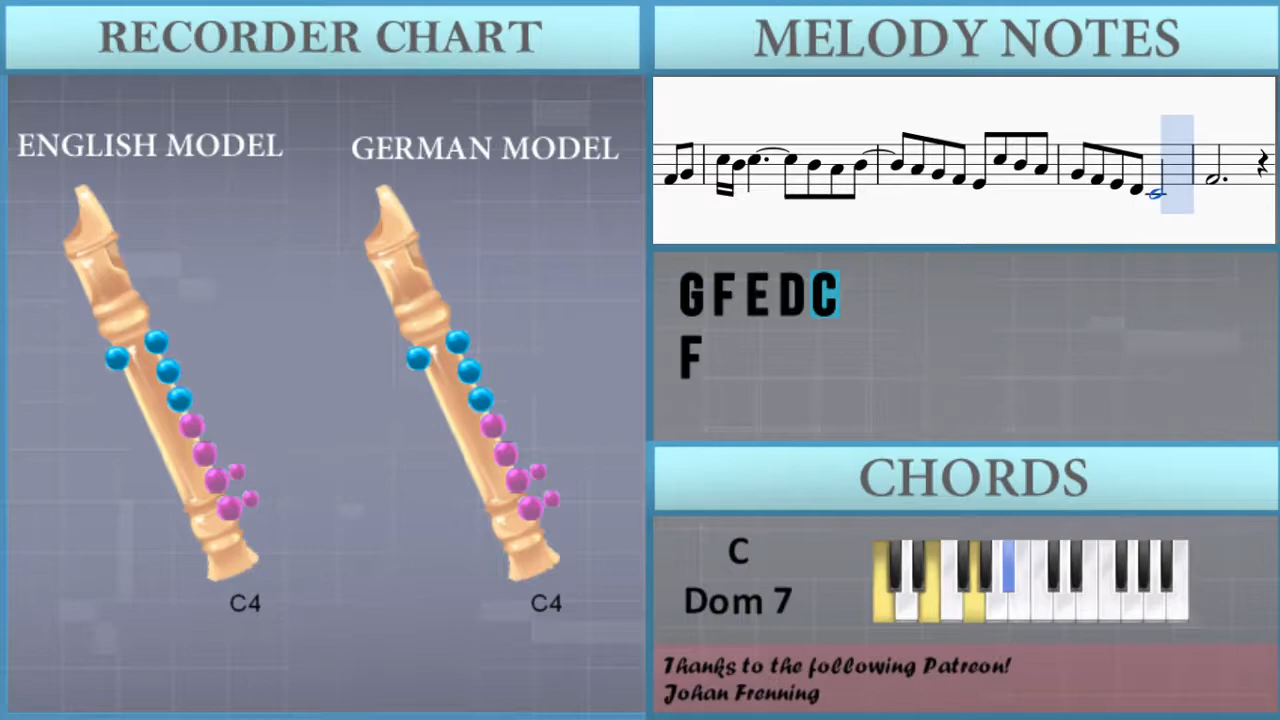 RECORDER CHART
ENGLISH MODEL
GERMAN MODEL
C4
C4
MELODY NOTES
G F E D C
F
CHORDS
C
Dom 7
Thanks to the following Patreon!
Johan Frenning